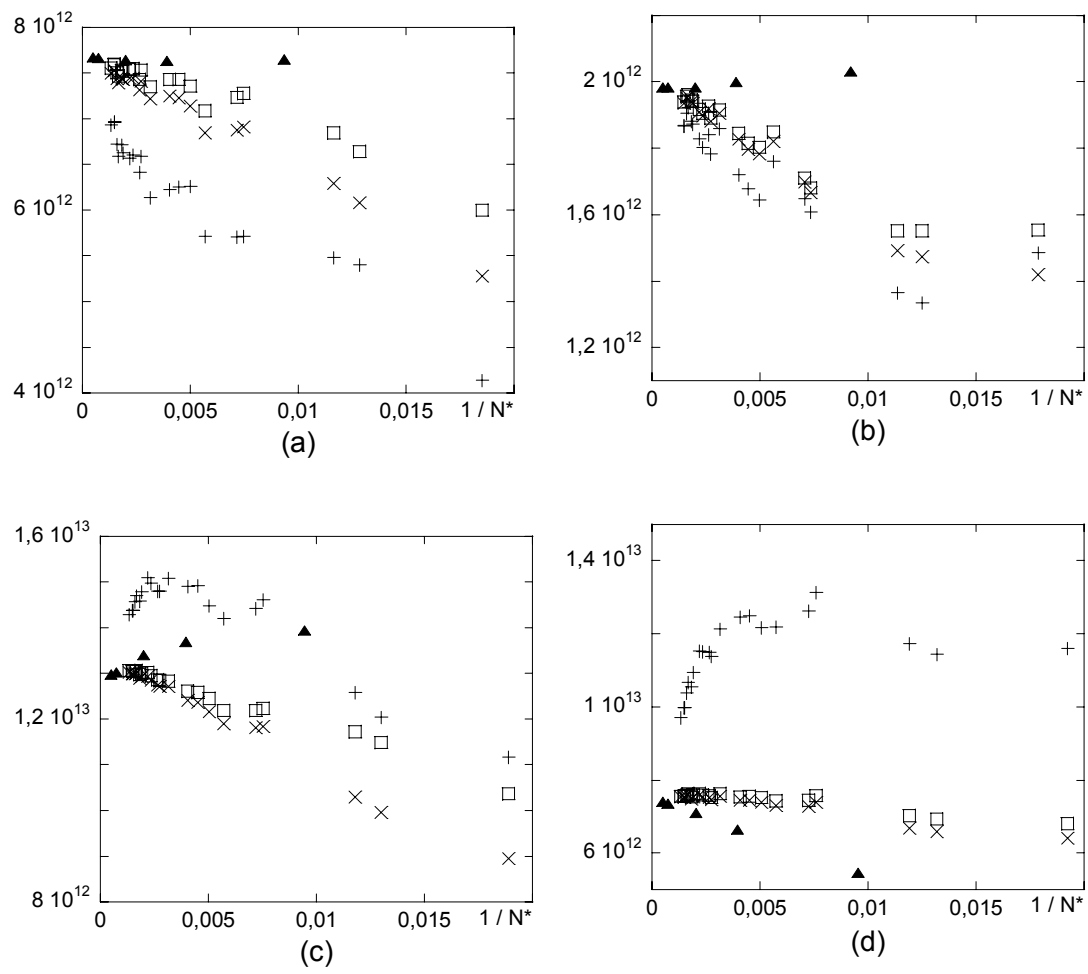 8 10¹²
6 10¹²
4 10¹²
0 0,005 0,01 0,015 1 / N*
(a)
2 10¹²
1,6 10¹²
1,2 10¹²
0 0,005 0,01 0,015 1 / N*
(b)
1,6 10¹³
1,2 10¹³
8 10¹²
0 0,005 0,01 0,015 1 / N*
(c)
1,4 10¹³
1 10¹³
6 10¹²
0 0,005 0,01 0,015 1 / N*
(d)